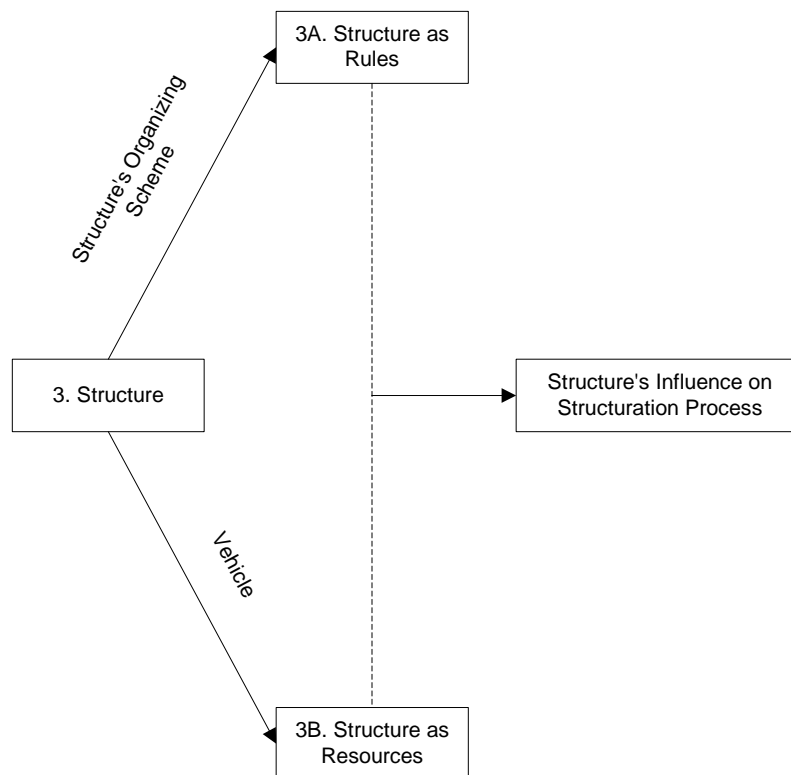 3A. Structure as
Rules
Structure's Organizing
Scheme
3. Structure
Structure's Influence on
Structuration Process
Vehicle
3B. Structure as
Resources